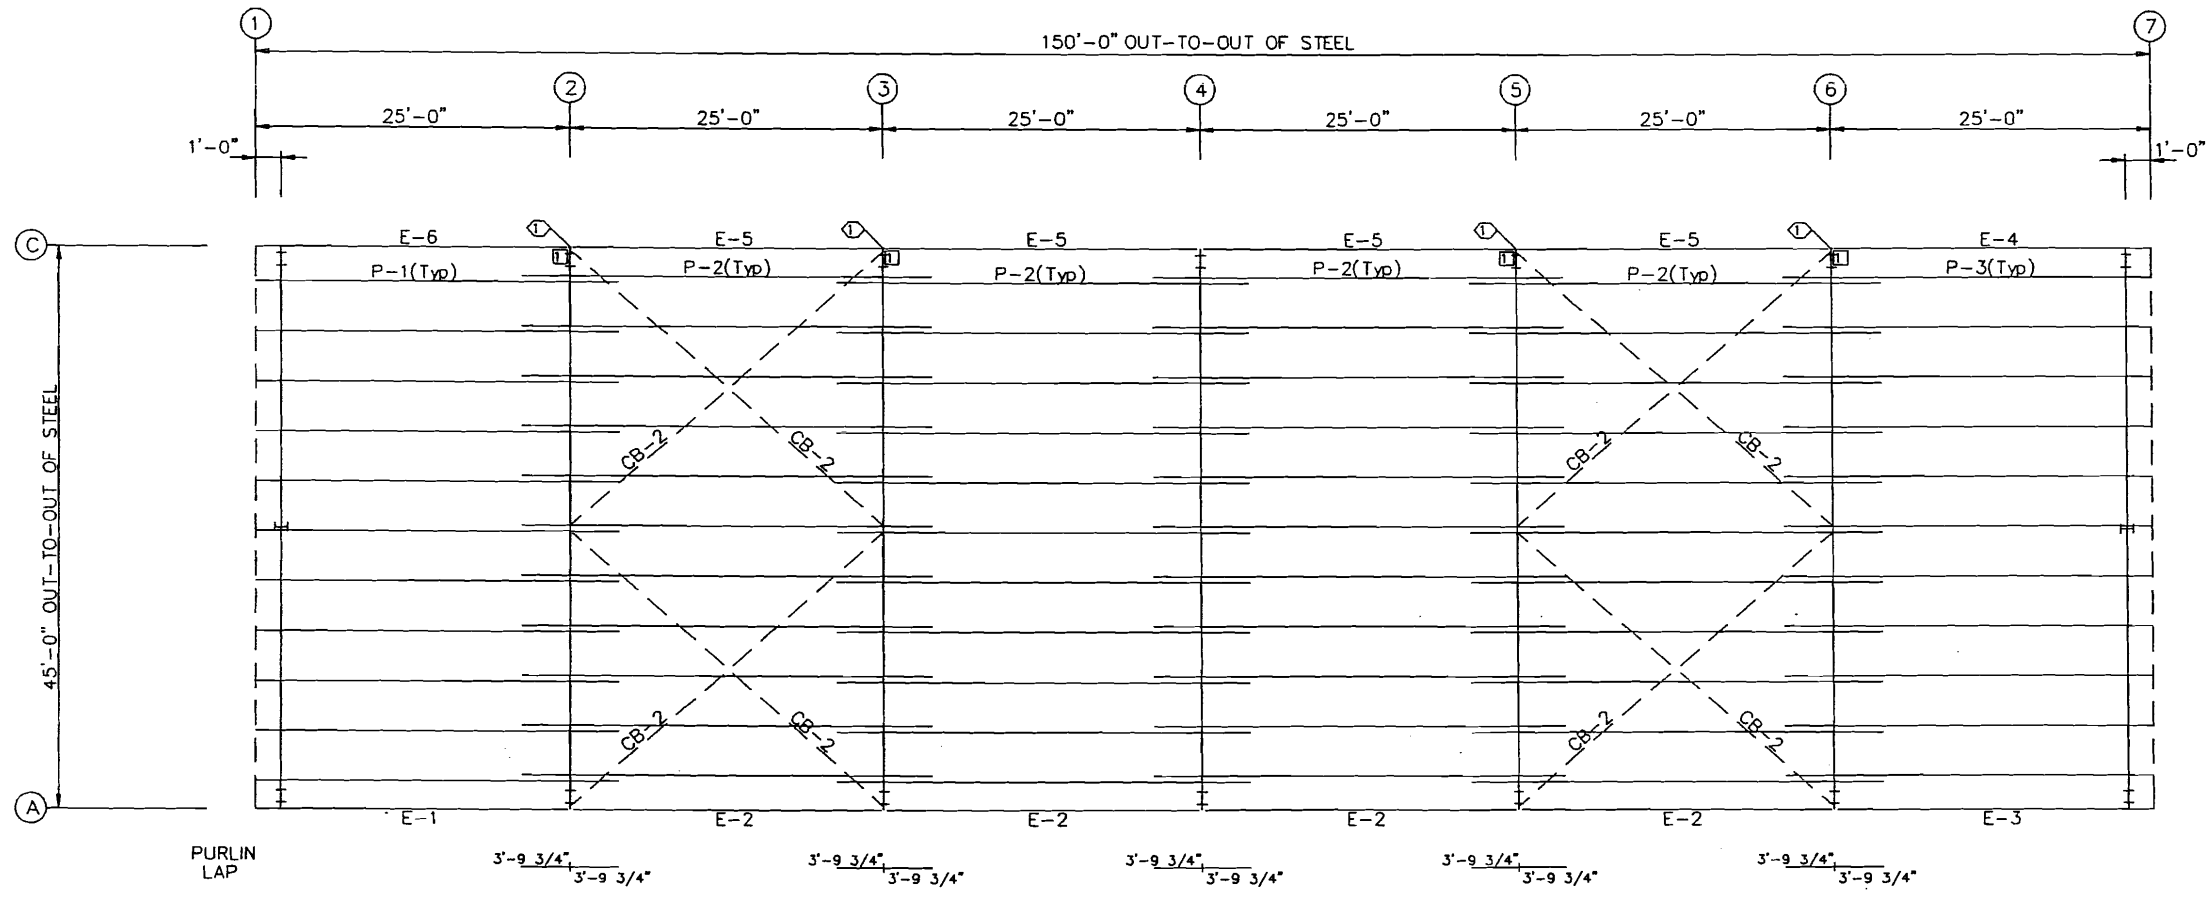 1 7
150'-0" OUT-TO-OUT OF STEEL
2 3 4 5 6
25'-0" 25'-0" 25'-0" 25'-0" 25'-0" 25'-0"
1'-0" 1'-0"
1 1 1 1
C E-6 E-5 E-5 E-5 E-5 E-4
1 1 1 1
P-1(Typ) P-2(Typ) P-2(Typ) P-2(Typ) P-2(Typ) P-3(Typ)
45'-0" OUT-TO-OUT OF STEEL
CB-2 CB-2 CB-2 CB-2
CB-2 CB-2 CB-2 CB-2
A
E-1 E-2 E-2 E-2 E-2 E-3
PURLIN
LAP
3'-9 3/4" 3'-9 3/4" 3'-9 3/4" 3'-9 3/4" 3'-9 3/4"
3'-9 3/4" 3'-9 3/4" 3'-9 3/4" 3'-9 3/4" 3'-9 3/4"